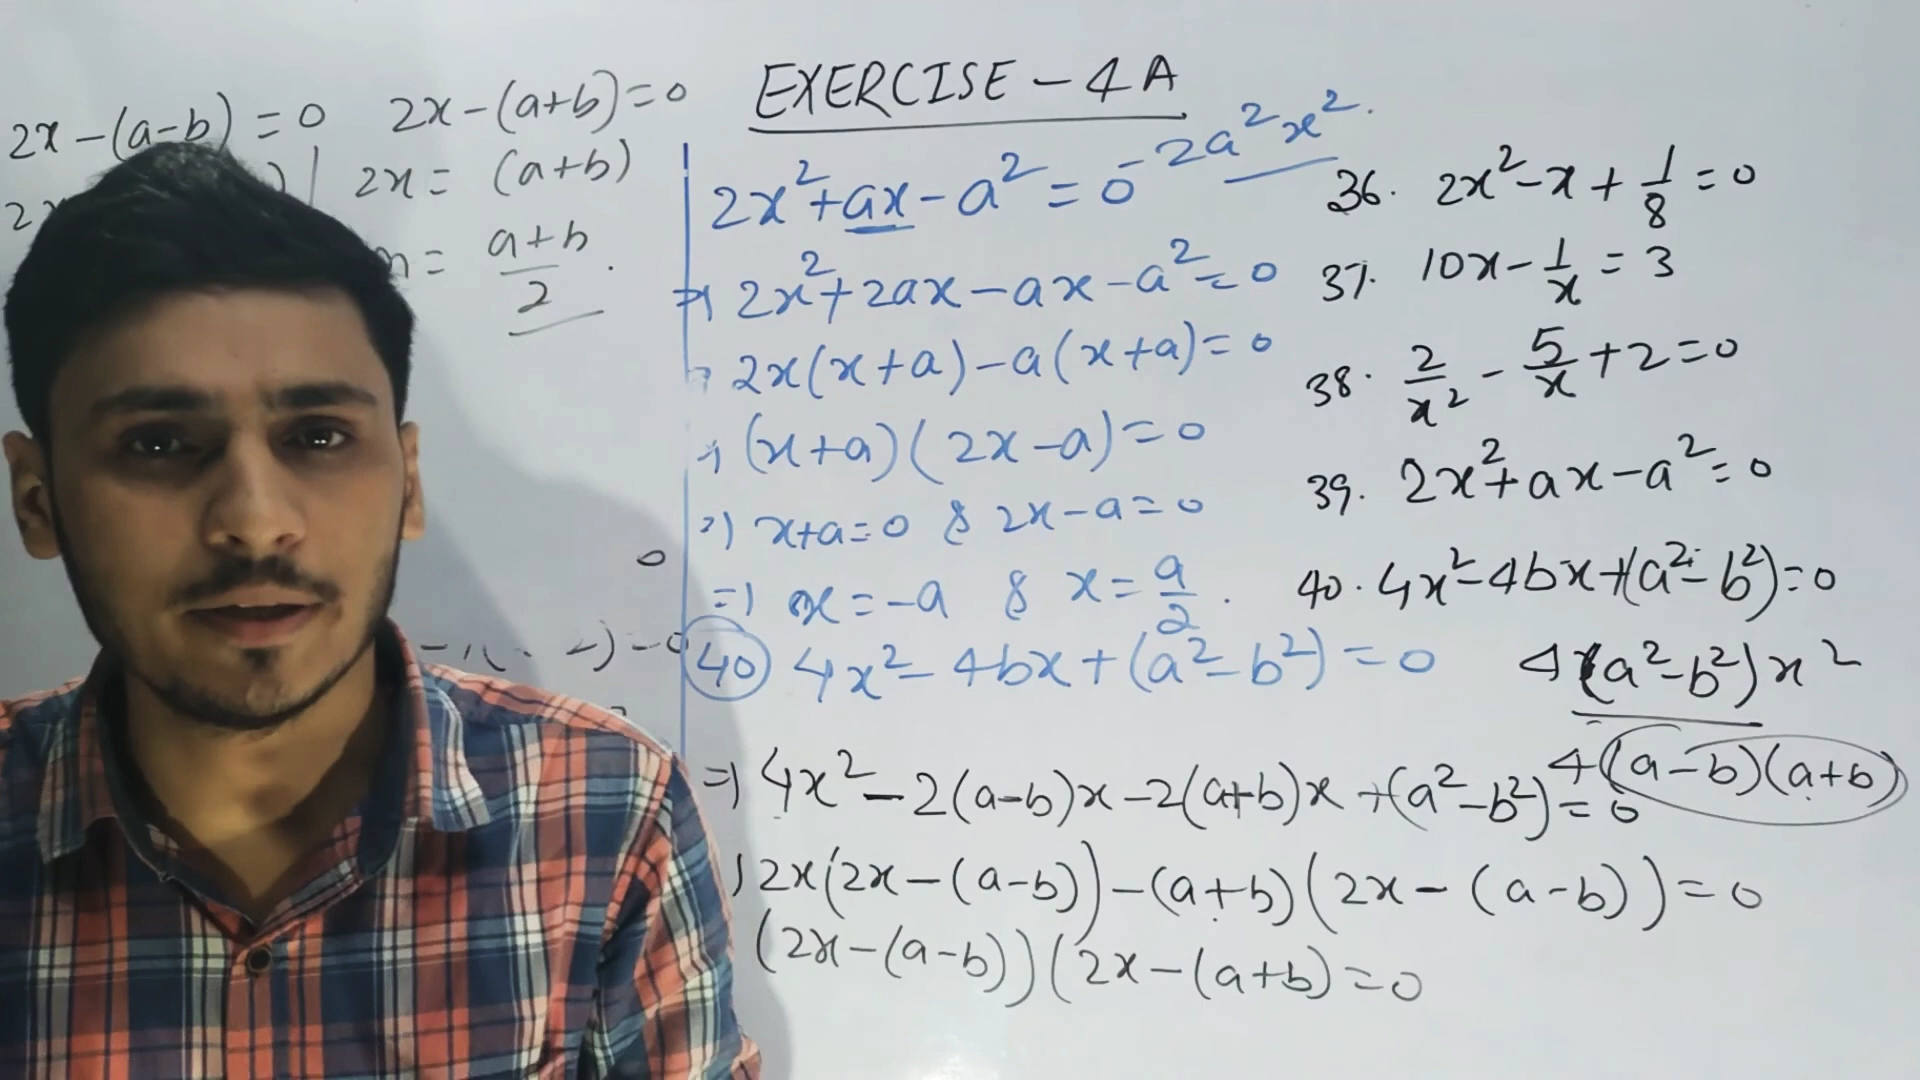 EXERCISE - 4A
2x - (a-b) = 0
2x - (a+b) = 0
2x = (a+b)
= a+b/2 .
2x² + ax - a² = 0
-2a²x² .
⇒ 2x² + 2ax - ax - a² = 0
⇒ 2x(x+a) - a(x+a) = 0
⇒ (x+a)(2x-a) = 0
⇒ x+a=0 & 2x-a=0
⇒ x = -a & x = a/2 .
40 4x² - 4bx + (a² - b²) = 0
⇒ 4x² - 2(a-b)x - 2(a+b)x + (a²-b²) = 0
2x(2x - (a-b)) - (a+b)(2x - (a-b)) = 0
(2x - (a-b))(2x - (a+b) = 0
36. 2x² - x + 1/8 = 0
37. 10x - 1/x = 3
38. 2/x² - 5/x + 2 = 0
39. 2x² + ax - a² = 0
40. 4x² - 4bx + (a² - b²) = 0
4(a²-b²)x²
4(a-b)(a+b)